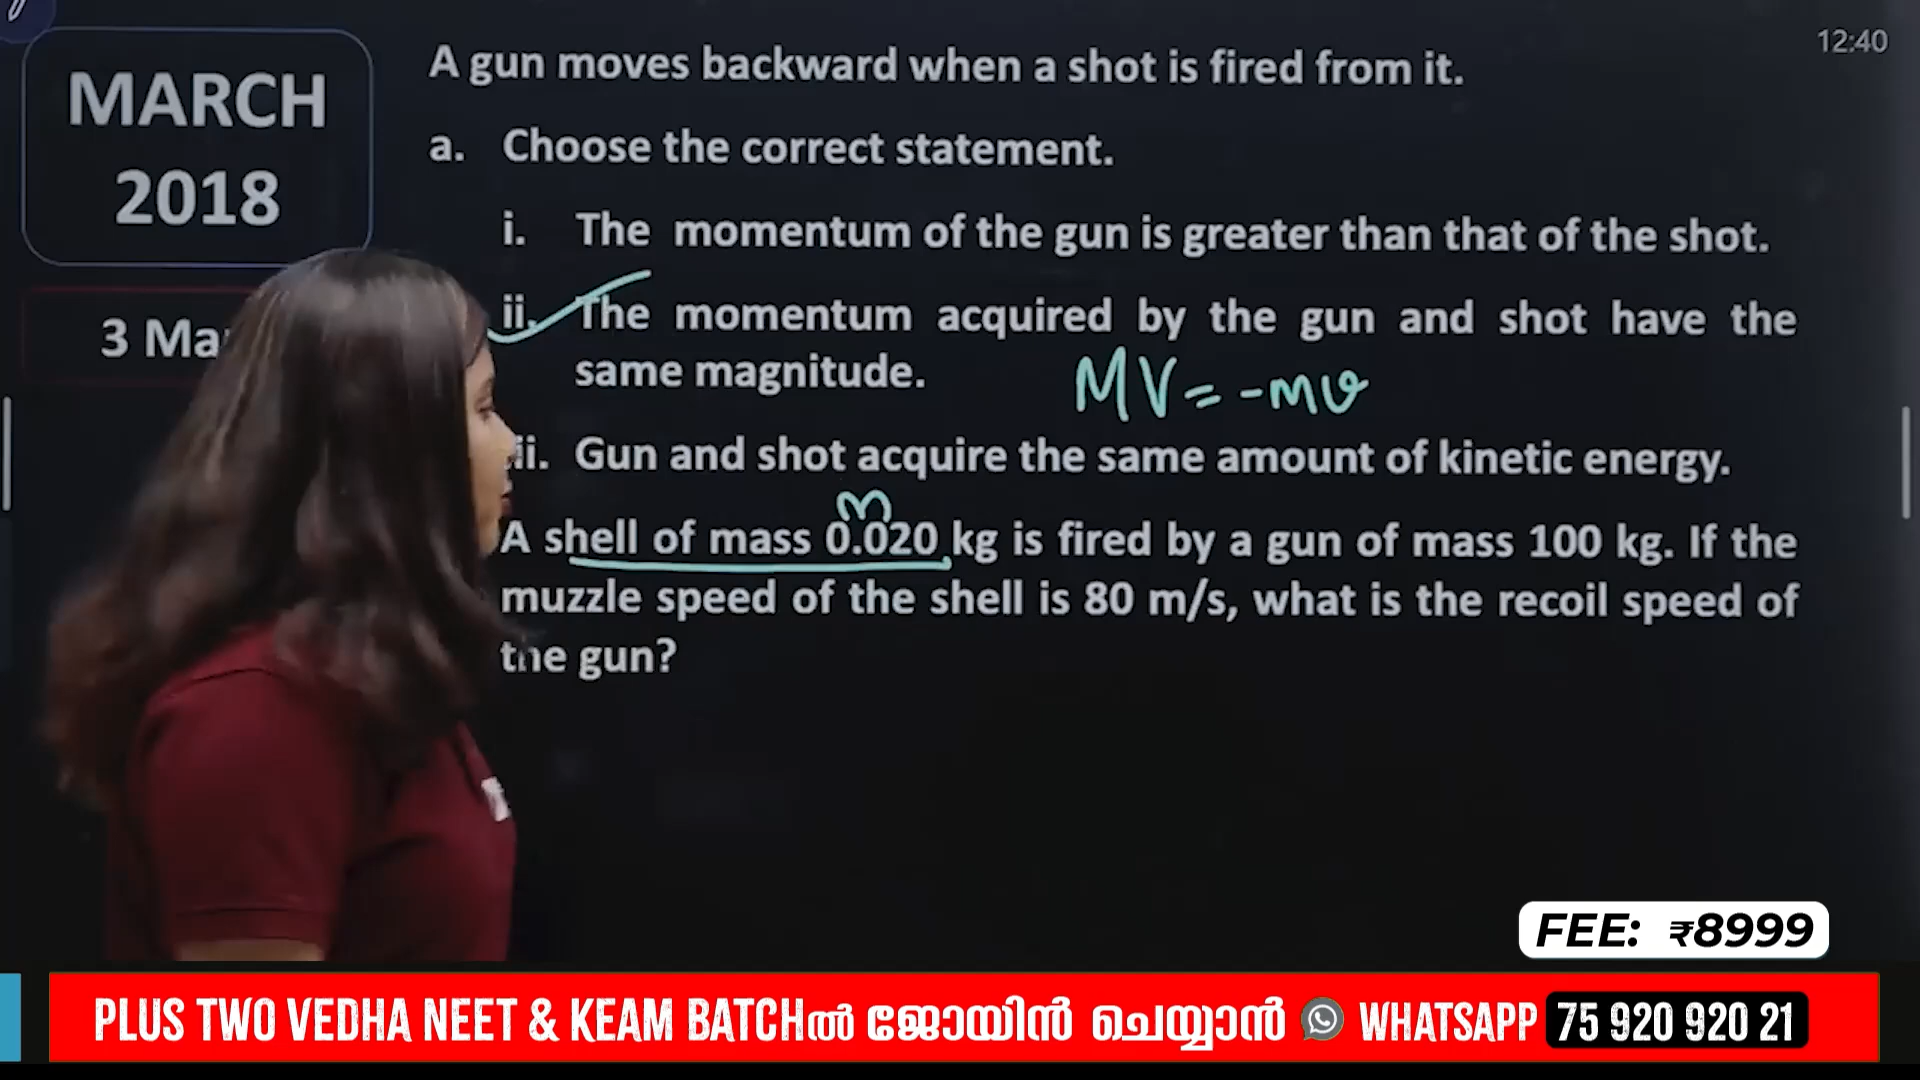 12:40
MARCH
2018
3 Ma
A gun moves backward when a shot is fired from it.
a. Choose the correct statement.
i. The momentum of the gun is greater than that of the shot.
ii. The momentum acquired by the gun and shot have the
same magnitude.
MV = -mv
ii. Gun and shot acquire the same amount of kinetic energy.
m
A shell of mass 0.020 kg is fired by a gun of mass 100 kg. If the
muzzle speed of the shell is 80 m/s, what is the recoil speed of
the gun?
FEE: ₹8999
PLUS TWO VEDHA NEET & KEAM BATCHൽ ജോയിൻ ചെയ്യാൻ WHATSAPP 75 920 920 21